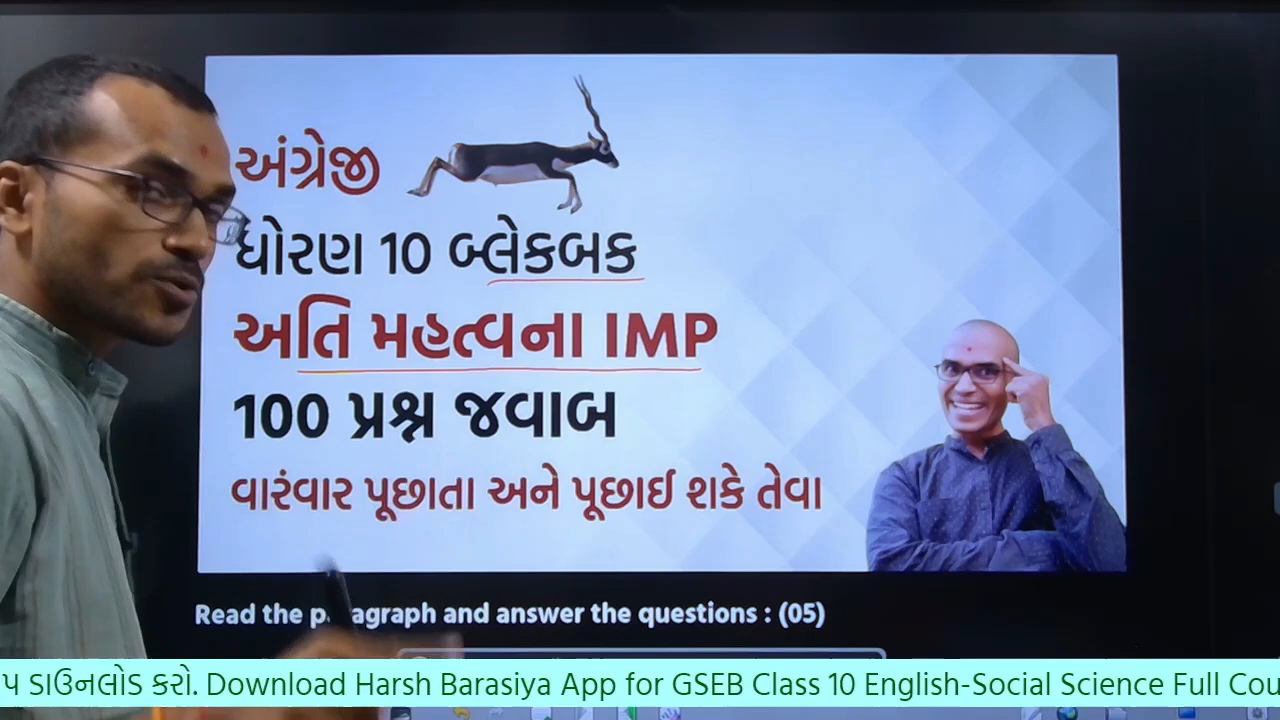 અંગ્રેજી
ધોરણ 10 બ્લેકબક
અતિ મહત્વના IMP
100 પ્રશ્ન જવાબ
વારંવાર પૂછાતા અને પૂછાઈ શકે તેવા
Read the paragraph and answer the questions : (05)
પ ડાઉનલોડ કરો. Download Harsh Barasiya App for GSEB Class 10 English-Social Science Full Cou